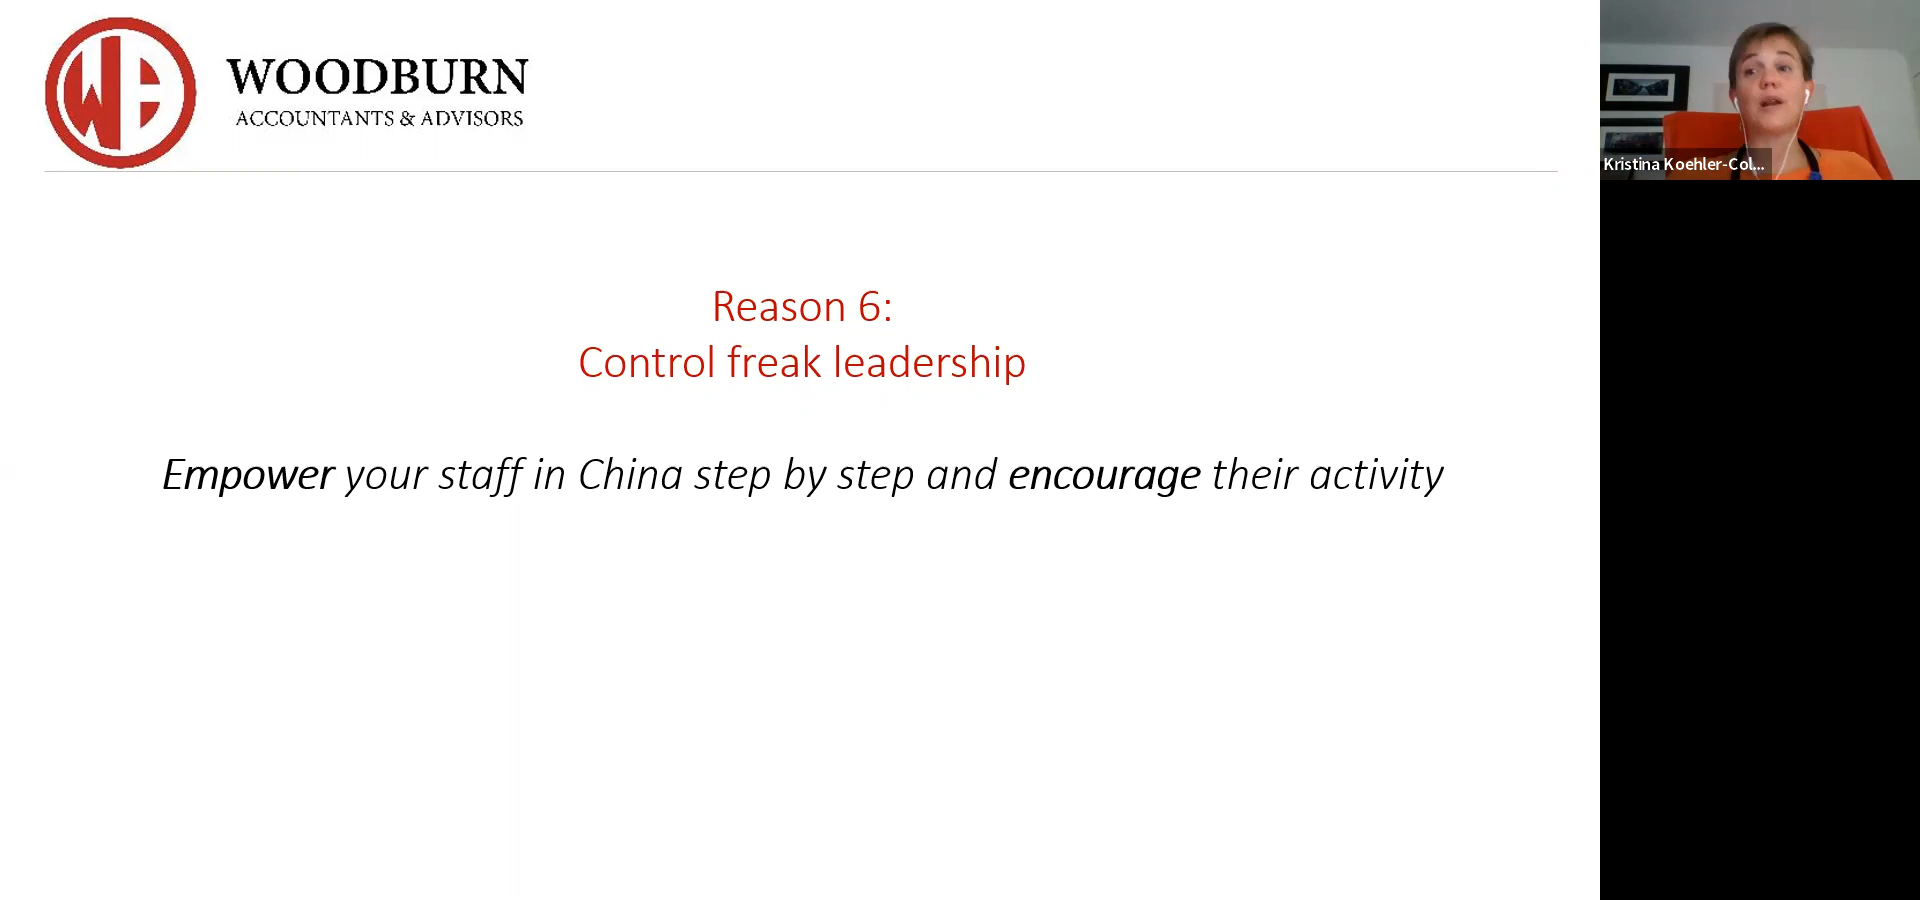 WOODBURN
ACCOUNTANTS & ADVISORS
Kristina Koehler-Col...
Reason 6:
Control freak leadership
Empower your staff in China step by step and encourage their activity